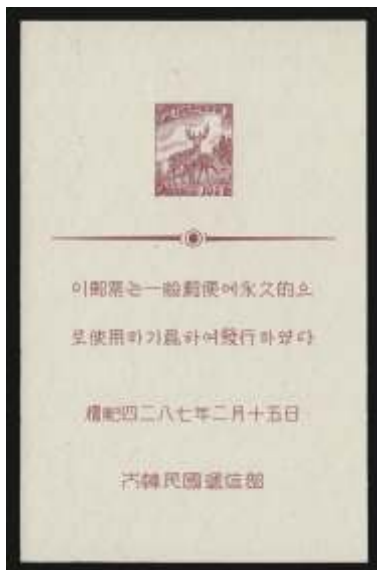 이郵票는一般郵便에永久的으
로使用하기爲하여發行하였다
檀紀四二八七年二月十五日
大韓民國遞信部